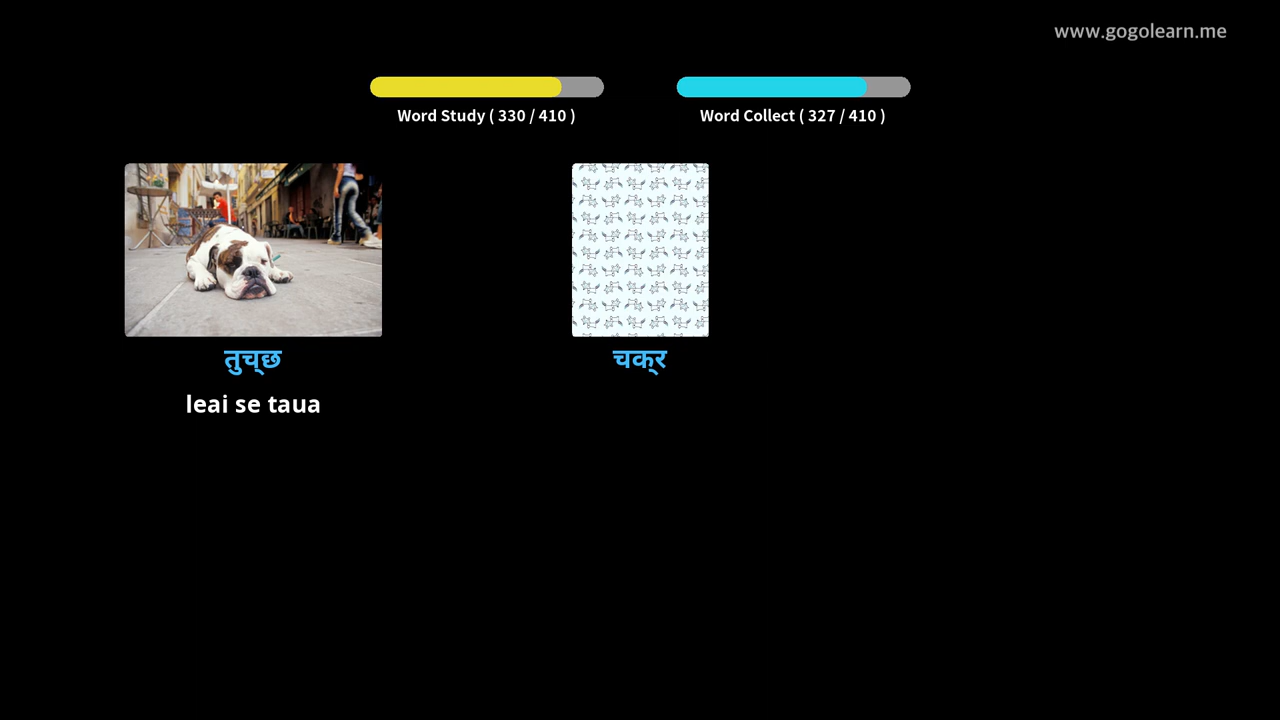 www.gogolearn.me
Word Study ( 330 / 410 )
Word Collect ( 327 / 410 )
तुच्छ
चक्र
leai se taua